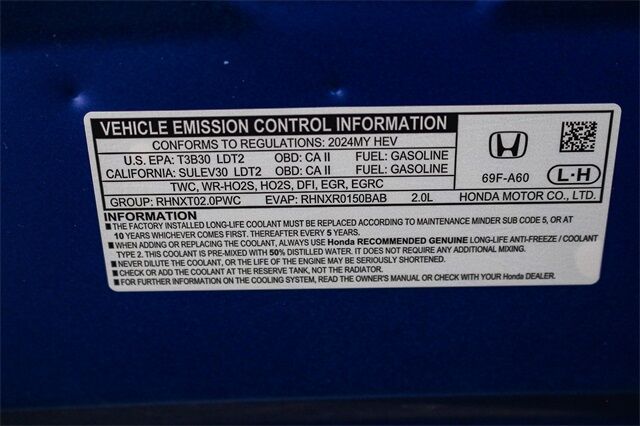 VEHICLE EMISSION CONTROL INFORMATION
CONFORMS TO REGULATIONS: 2024MY HEV
U.S. EPA: T3B30 LDT2 OBD: CA II FUEL: GASOLINE
CALIFORNIA: SULEV30 LDT2 OBD: CA II FUEL: GASOLINE
TWC, WR-HO2S, HO2S, DFI, EGR, EGRC
GROUP: RHNXT02.0PWC EVAP: RHNXR0150BAB 2.0L
69F-A60
L-H
HONDA MOTOR CO., LTD.
INFORMATION
■ THE FACTORY INSTALLED LONG-LIFE COOLANT MUST BE REPLACED ACCORDING TO MAINTENANCE MINDER SUB CODE 5, OR AT
10 YEARS WHICHEVER COMES FIRST. THEREAFTER EVERY 5 YEARS.
■ WHEN ADDING OR REPLACING THE COOLANT, ALWAYS USE Honda RECOMMENDED GENUINE LONG-LIFE ANTI-FREEZE / COOLANT
TYPE 2. THIS COOLANT IS PRE-MIXED WITH 50% DISTILLED WATER. IT DOES NOT REQUIRE ANY ADDITIONAL MIXING.
■ NEVER DILUTE THE COOLANT, OR THE LIFE OF THE ENGINE MAY BE SERIOUSLY SHORTENED.
■ CHECK OR ADD THE COOLANT AT THE RESERVE TANK, NOT THE RADIATOR.
■ FOR FURTHER INFORMATION ON THE COOLING SYSTEM, READ THE OWNER'S MANUAL OR CHECK WITH YOUR Honda DEALER.